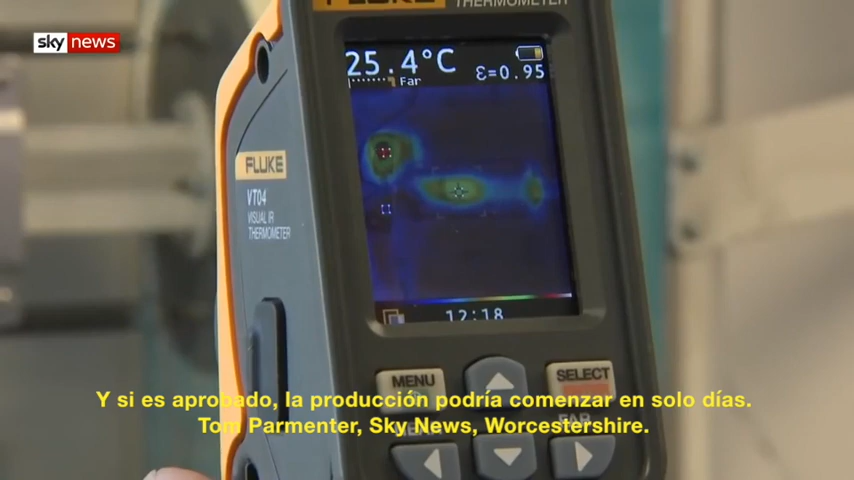 FLUKE
THERMOMETER
sky news
25.4°C
Far
ε=0.95
FLUKE
VT04
VISUAL IR
THERMOMETER
12:18
MENU
SELECT
Y si es aprobado, la producción podría comenzar en solo días.
Tom Parmenter, Sky News, Worcestershire.